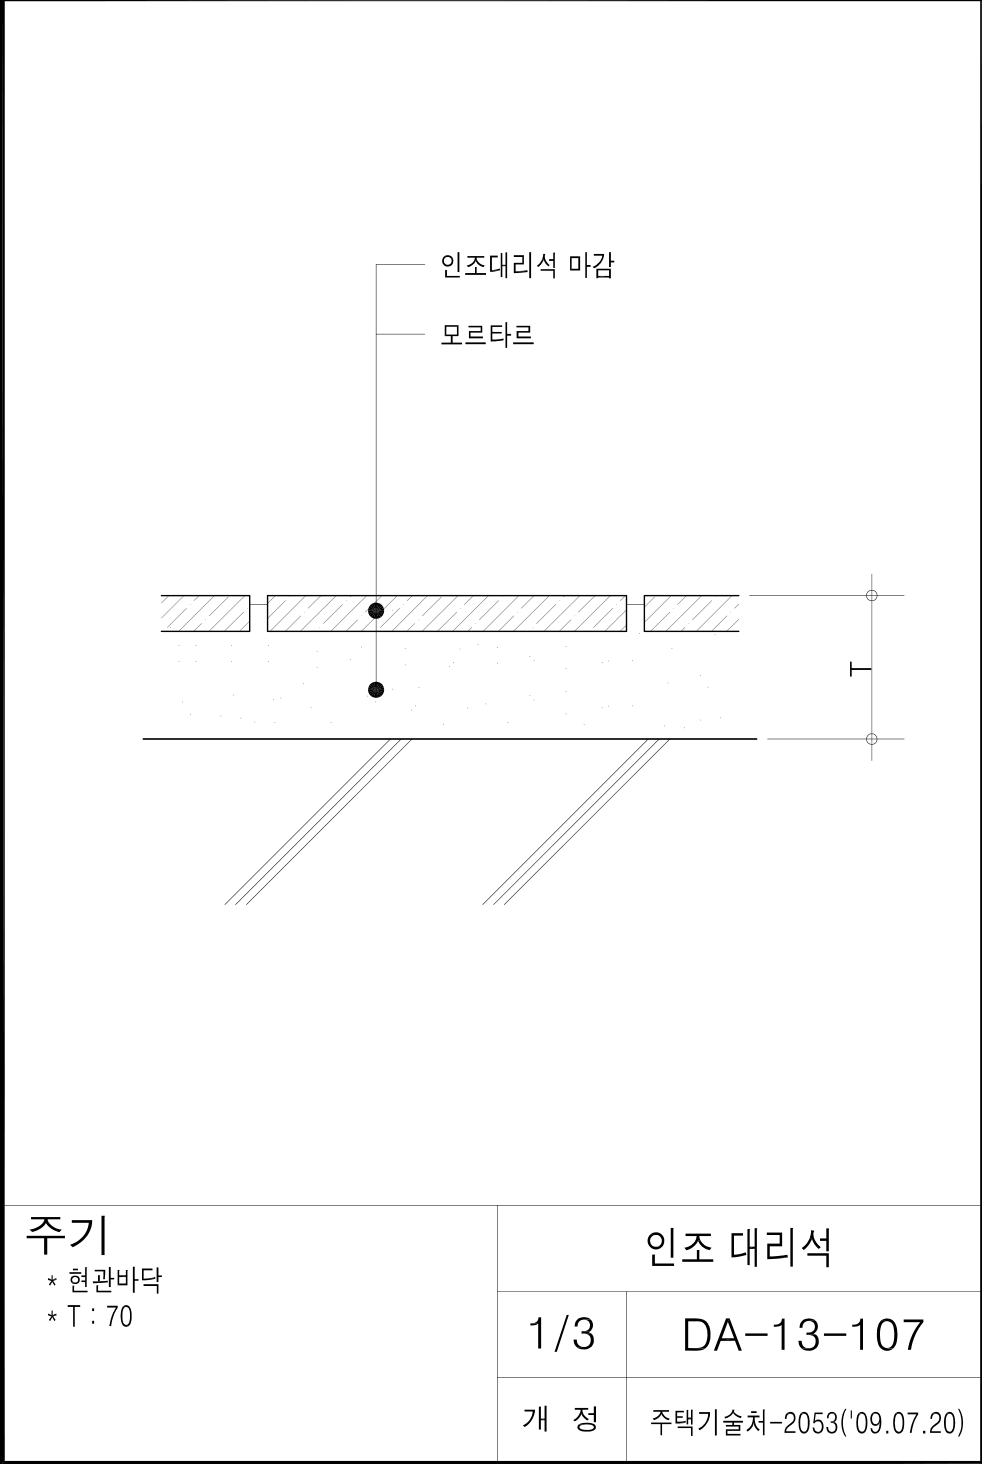 인조대리석 마감
모르타르
T
주기
* 현관바닥
* T : 70
인조 대리석
1/3
DA-13-107
개 정
주택기술처-2053('09.07.20)